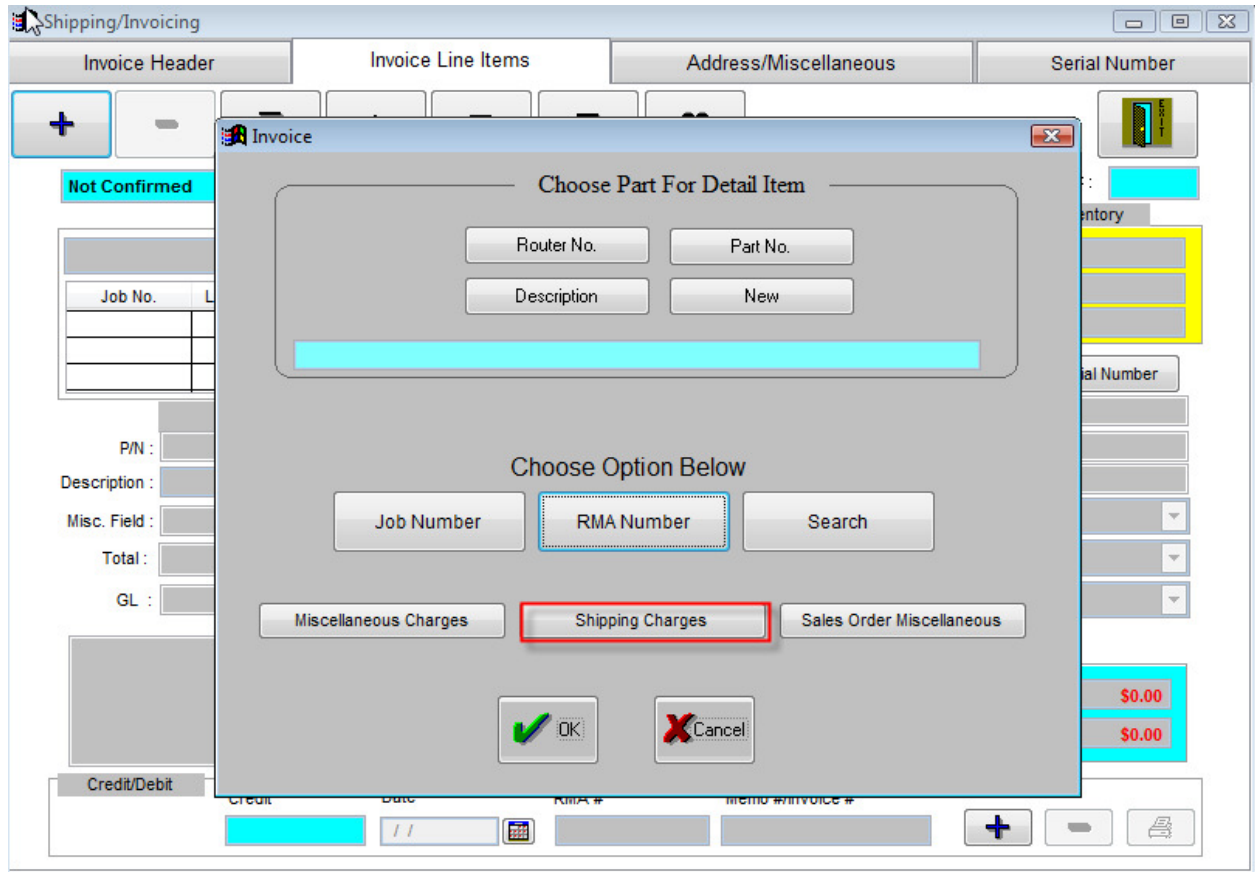 Shipping/Invoicing
Invoice Header
Invoice Line Items
Address/Miscellaneous
Serial Number
EXIT
Invoice
Not Confirmed
Choose Part For Detail Item
:
Router No.
Part No.
Description
New
Job No.
P/N :
Description :
Misc. Field :
Total :
GL :
Choose Option Below
Job Number
RMA Number
Search
Miscellaneous Charges
Shipping Charges
Sales Order Miscellaneous
OK
Cancel
$0.00
$0.00
Credit/Debit
Credit
Date
RMA #
Memo #/Invoice #
/ /
Number